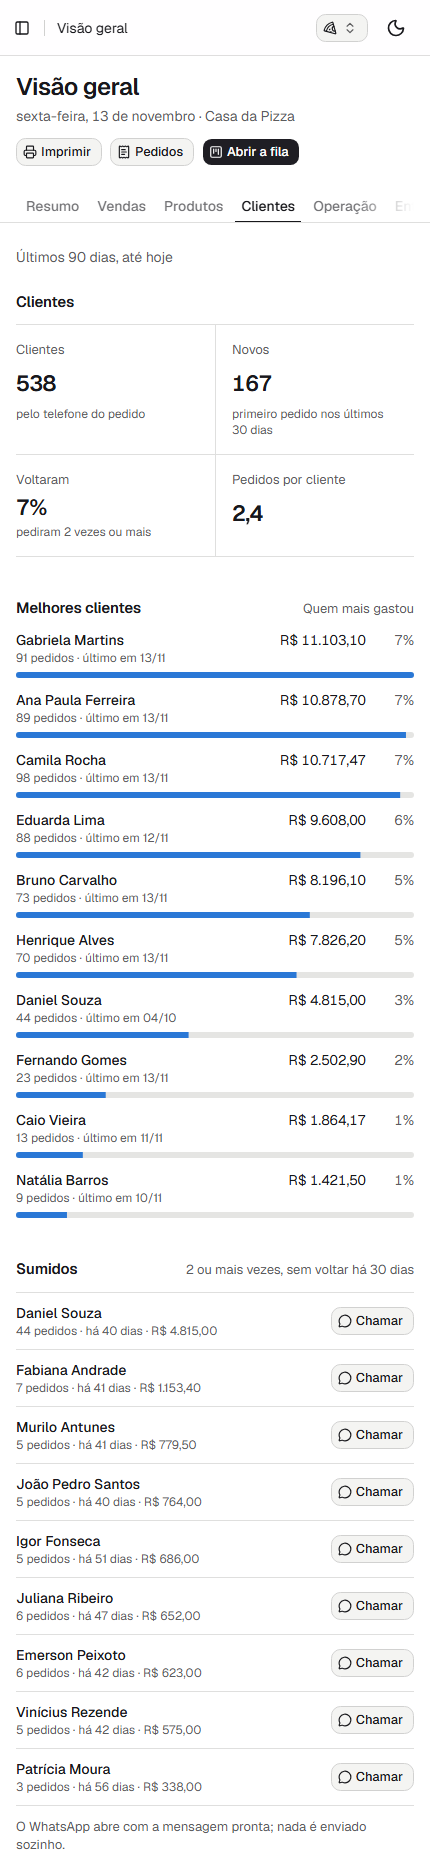 Visão geral
Visão geral
sexta-feira, 13 de novembro · Casa da Pizza
Imprimir
Pedidos
Abrir a fila
Resumo
Vendas
Produtos
Clientes
Operação
En
Últimos 90 dias, até hoje
Clientes
Clientes
538
pelo telefone do pedido
Novos
167
primeiro pedido nos últimos
30 dias
Voltaram
7%
pediram 2 vezes ou mais
Pedidos por cliente
2,4
Melhores clientes
Quem mais gastou
Gabriela Martins R$ 11.103,10 7%
91 pedidos · último em 13/11
Ana Paula Ferreira R$ 10.878,70 7%
89 pedidos · último em 13/11
Camila Rocha R$ 10.717,47 7%
98 pedidos · último em 13/11
Eduarda Lima R$ 9.608,00 6%
88 pedidos · último em 12/11
Bruno Carvalho R$ 8.196,10 5%
73 pedidos · último em 13/11
Henrique Alves R$ 7.826,20 5%
70 pedidos · último em 13/11
Daniel Souza R$ 4.815,00 3%
44 pedidos · último em 04/10
Fernando Gomes R$ 2.502,90 2%
23 pedidos · último em 13/11
Caio Vieira R$ 1.864,17 1%
13 pedidos · último em 11/11
Natália Barros R$ 1.421,50 1%
9 pedidos · último em 10/11
Sumidos
2 ou mais vezes, sem voltar há 30 dias
Daniel Souza
44 pedidos · há 40 dias · R$ 4.815,00
Chamar
Fabiana Andrade
7 pedidos · há 41 dias · R$ 1.153,40
Chamar
Murilo Antunes
5 pedidos · há 41 dias · R$ 779,50
Chamar
João Pedro Santos
5 pedidos · há 40 dias · R$ 764,00
Chamar
Igor Fonseca
5 pedidos · há 51 dias · R$ 686,00
Chamar
Juliana Ribeiro
6 pedidos · há 47 dias · R$ 652,00
Chamar
Emerson Peixoto
6 pedidos · há 42 dias · R$ 623,00
Chamar
Vinícius Rezende
5 pedidos · há 42 dias · R$ 575,00
Chamar
Patrícia Moura
3 pedidos · há 56 dias · R$ 338,00
Chamar
O WhatsApp abre com a mensagem pronta; nada é enviado
sozinho.